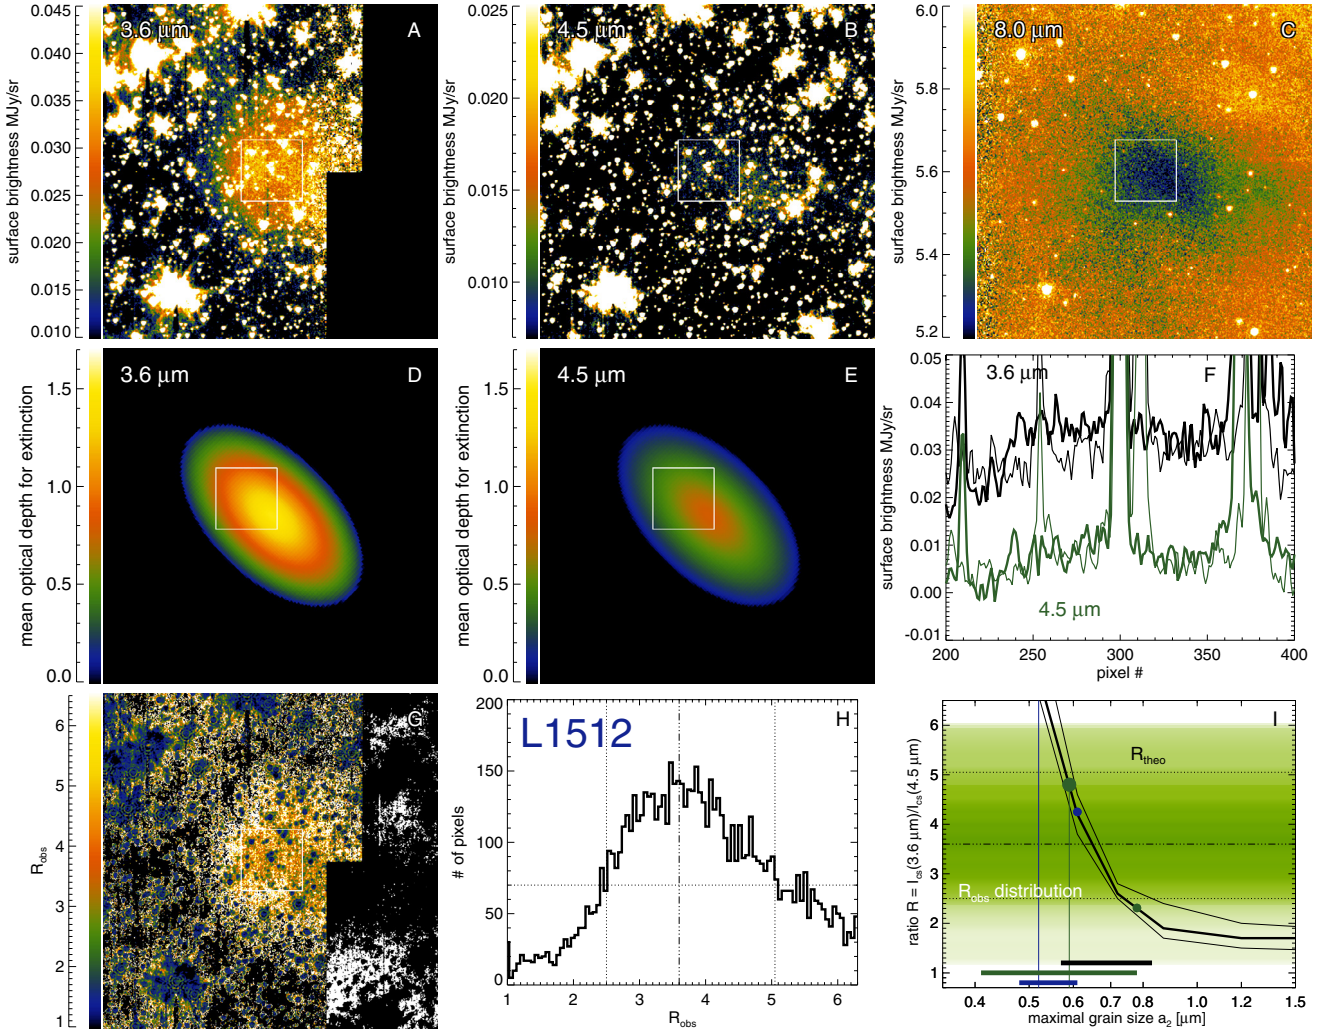 3.6 μm
A
surface brightness MJy/sr
0.045
0.040
0.035
0.030
0.025
0.020
0.015
0.010
4.5 μm
B
surface brightness MJy/sr
0.025
0.020
0.015
0.010
8.0 μm
C
surface brightness MJy/sr
6.0
5.8
5.6
5.4
5.2
3.6 μm
D
mean optical depth for extinction
1.5
1.0
0.5
0.0
4.5 μm
E
mean optical depth for extinction
1.5
1.0
0.5
0.0
3.6 μm
F
4.5 μm
surface brightness MJy/sr
0.05
0.04
0.03
0.02
0.01
0.00
-0.01
200 250 300 350 400
pixel #
G
Robs
6
5
4
3
2
1
L1512
H
# of pixels
200
150
100
50
0
1 2 3 4 5 6
Robs
I
Rtheo
Robs distribution
ratio R = Ics(3.6 μm)/Ics(4.5 μm)
6
5
4
3
2
1
0.4 0.5 0.6 0.7 0.8 1.0 1.2 1.5
maximal grain size a2 [μm]